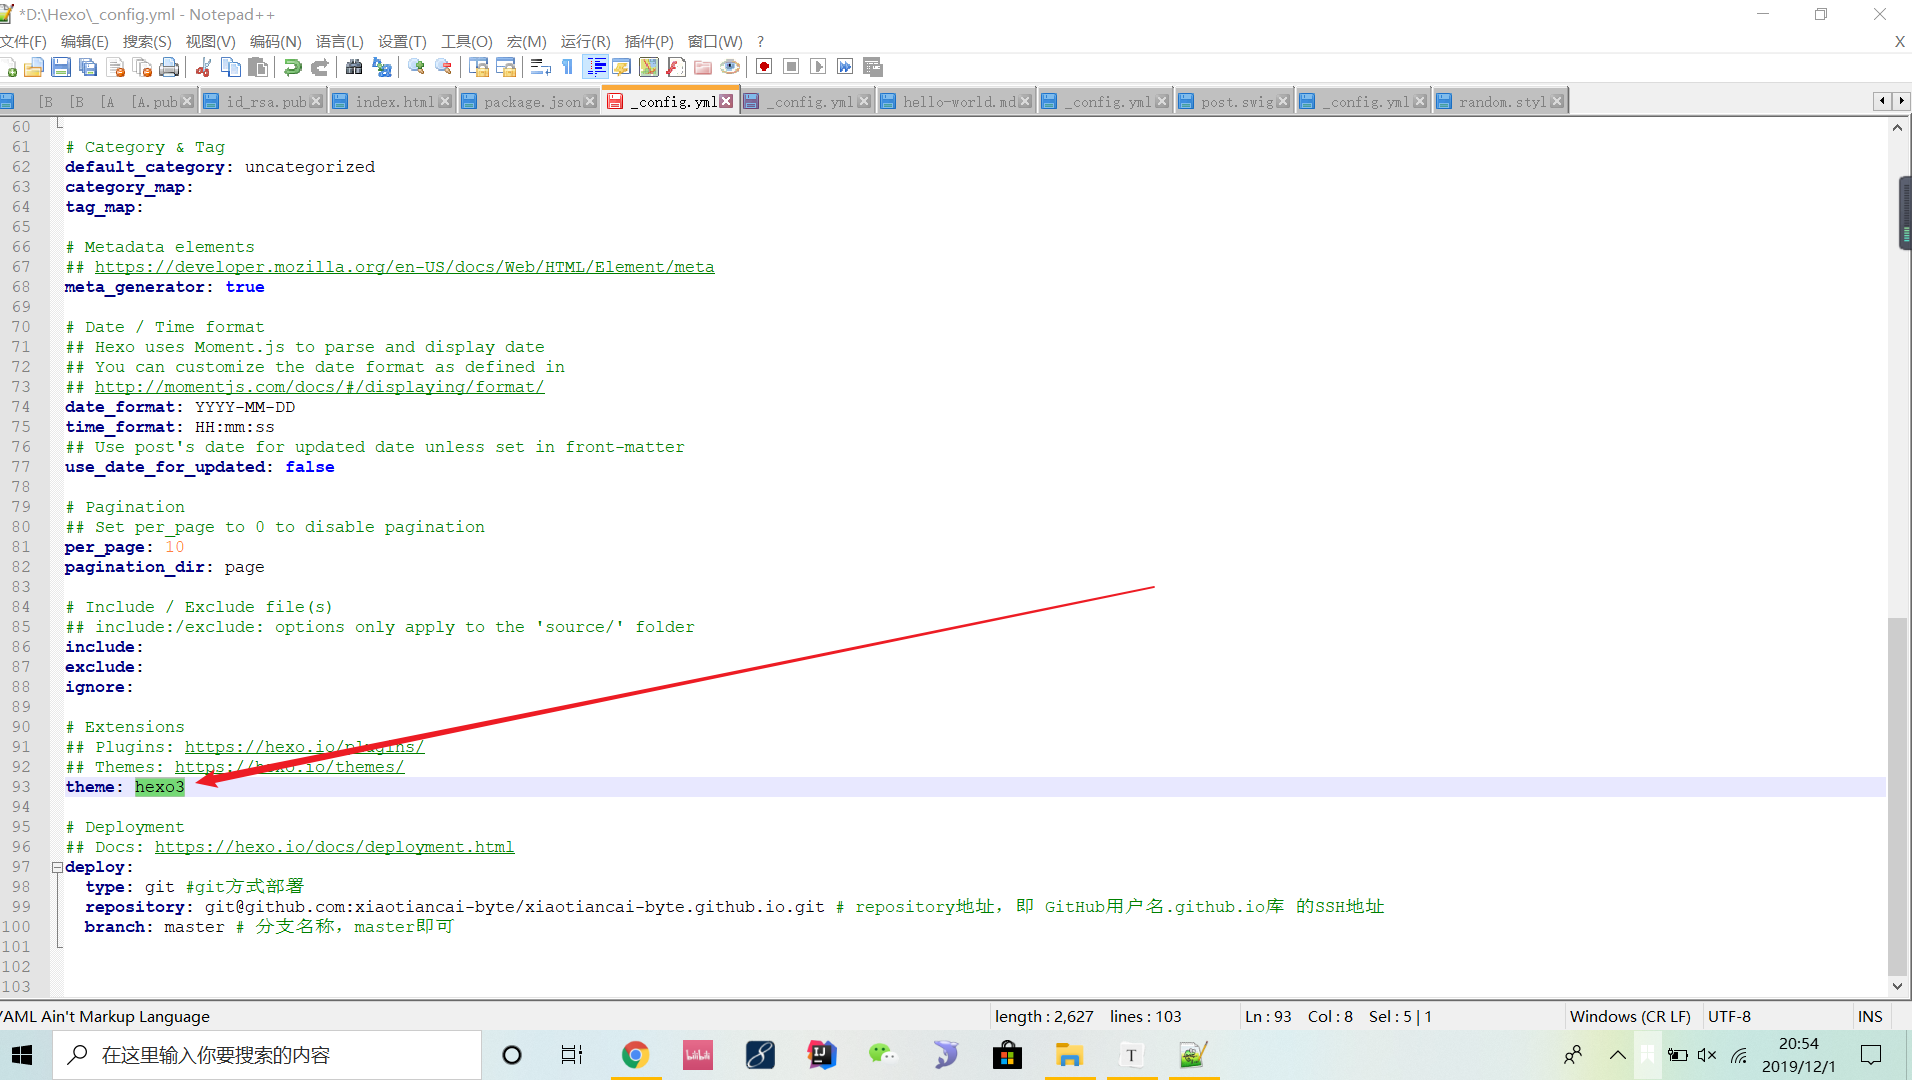 *D:\Hexo\_config.yml - Notepad++
文件(F) 编辑(E) 搜索(S) 视图(V) 编码(N) 语言(L) 设置(T) 工具(O) 宏(M) 运行(R) 插件(P) 窗口(W) ? X
[B [B [A [A.pub id_rsa.pub index.html package.json _config.yml _config.yml hello-world.md _config.yml post.swig _config.yml random.styl
60
61 # Category & Tag
62 default_category: uncategorized
63 category_map:
64 tag_map:
65
66 # Metadata elements
67 ## https://developer.mozilla.org/en-US/docs/Web/HTML/Element/meta
68 meta_generator: true
69
70 # Date / Time format
71 ## Hexo uses Moment.js to parse and display date
72 ## You can customize the date format as defined in
73 ## http://momentjs.com/docs/#/displaying/format/
74 date_format: YYYY-MM-DD
75 time_format: HH:mm:ss
76 ## Use post's date for updated date unless set in front-matter
77 use_date_for_updated: false
78
79 # Pagination
80 ## Set per_page to 0 to disable pagination
81 per_page: 10
82 pagination_dir: page
83
84 # Include / Exclude file(s)
85 ## include:/exclude: options only apply to the 'source/' folder
86 include:
87 exclude:
88 ignore:
89
90 # Extensions
91 ## Plugins: https://hexo.io/plugins/
92 ## Themes: https://hexo.io/themes/
93 theme: hexo3
94
95 # Deployment
96 ## Docs: https://hexo.io/docs/deployment.html
97 deploy:
98 type: git #git方式部署
99 repository: git@github.com:xiaotiancai-byte/xiaotiancai-byte.github.io.git # repository地址，即 GitHub用户名.github.io库 的SSH地址
100 branch: master # 分支名称，master即可
101
102
103
YAML Ain't Markup Language length : 2,627 lines : 103 Ln : 93 Col : 8 Sel : 5 | 1 Windows (CR LF) UTF-8 INS
在这里输入你要搜索的内容
bilibili
T
20:54
2019/12/1